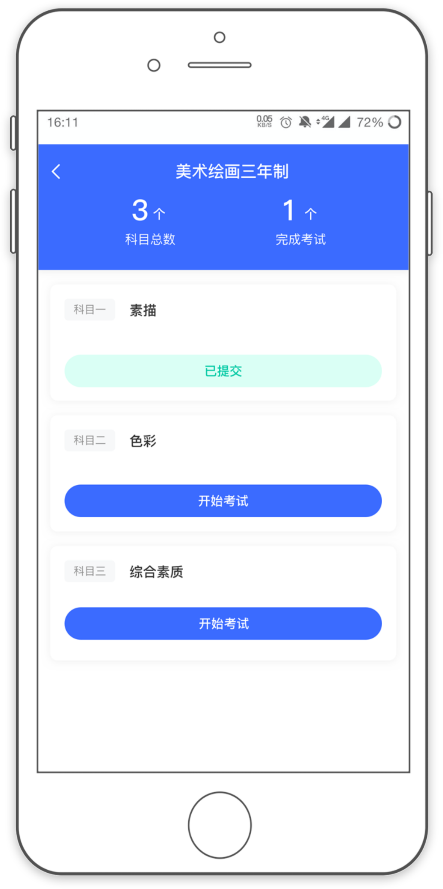 16:11 0.05 KB/S 4G 72%
美术绘画三年制
3个 1个
科目总数 完成考试
科目一 素描
已提交
科目二 色彩
开始考试
科目三 综合素质
开始考试